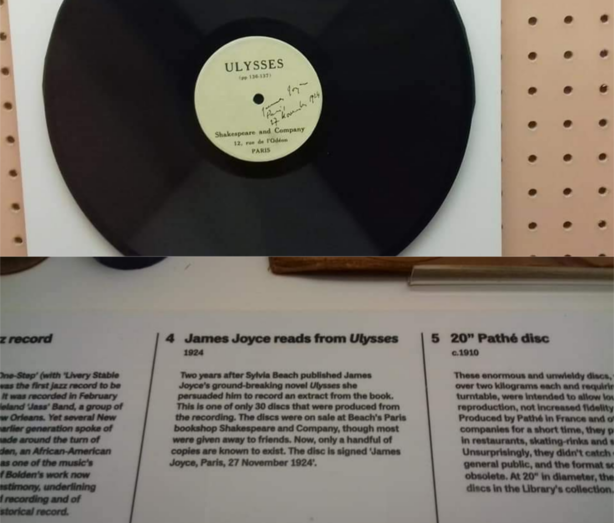 ULYSSES
(pp 136-137)
James Joyce
Paris
27 November 1924
Shakespeare and Company
12, rue de l'Odéon
PARIS
z record
One-Step' (with 'Livery Stable
was the first jazz record to be
It was recorded in February
ieland 'Jass' Band, a group of
w Orleans. Yet several New
arlier generation spoke of
ade around the turn of
den, an African-American
as one of the music's
f Bolden's work now
estimony, underlining
l recording and of
storical record.
4 James Joyce reads from Ulysses
1924
Two years after Sylvia Beach published James
Joyce's ground-breaking novel Ulysses she
persuaded him to record an extract from the book.
This is one of only 30 discs that were produced from
the recording. The discs were on sale at Beach's Paris
bookshop Shakespeare and Company, though most
were given away to friends. Now, only a handful of
copies are known to exist. The disc is signed 'James
Joyce, Paris, 27 November 1924'.
5 20" Pathé disc
c.1910
These enormous and unwieldy discs,
over two kilograms each and requirin
turntable, were intended to allow lou
reproduction, not increased fidelity
Produced by Pathé in France and o
companies for a short time, they p
in restaurants, skating-rinks and
Unsurprisingly, they didn't catch
general public, and the format
obsolete. At 20" in diameter, the
discs in the Library's collection.